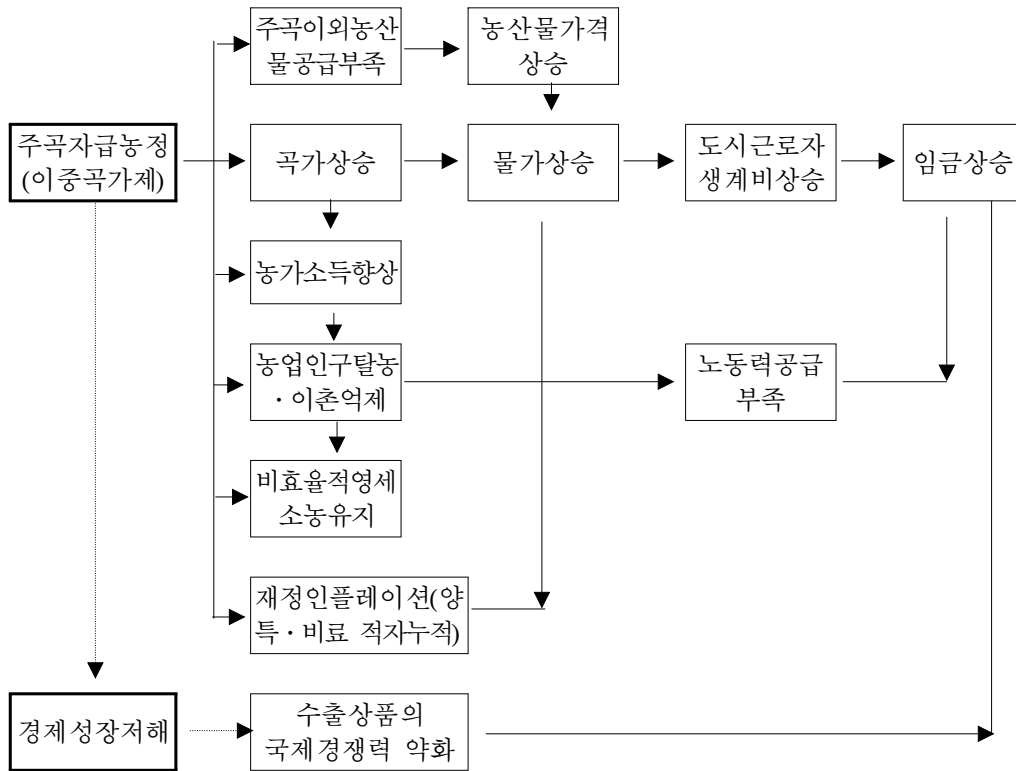 주곡이외농산
물공급부족
농산물가격
상승
주곡자급농정
(이중곡가제)
곡가상승
물가상승
도시근로자
생계비상승
임금상승
농가소득향상
농업인구탈농
·이촌억제
노동력공급
부족
비효율적영세
소농유지
재정인플레이션(양
특·비료 적자누적)
경제성장저해
수출상품의
국제경쟁력 약화